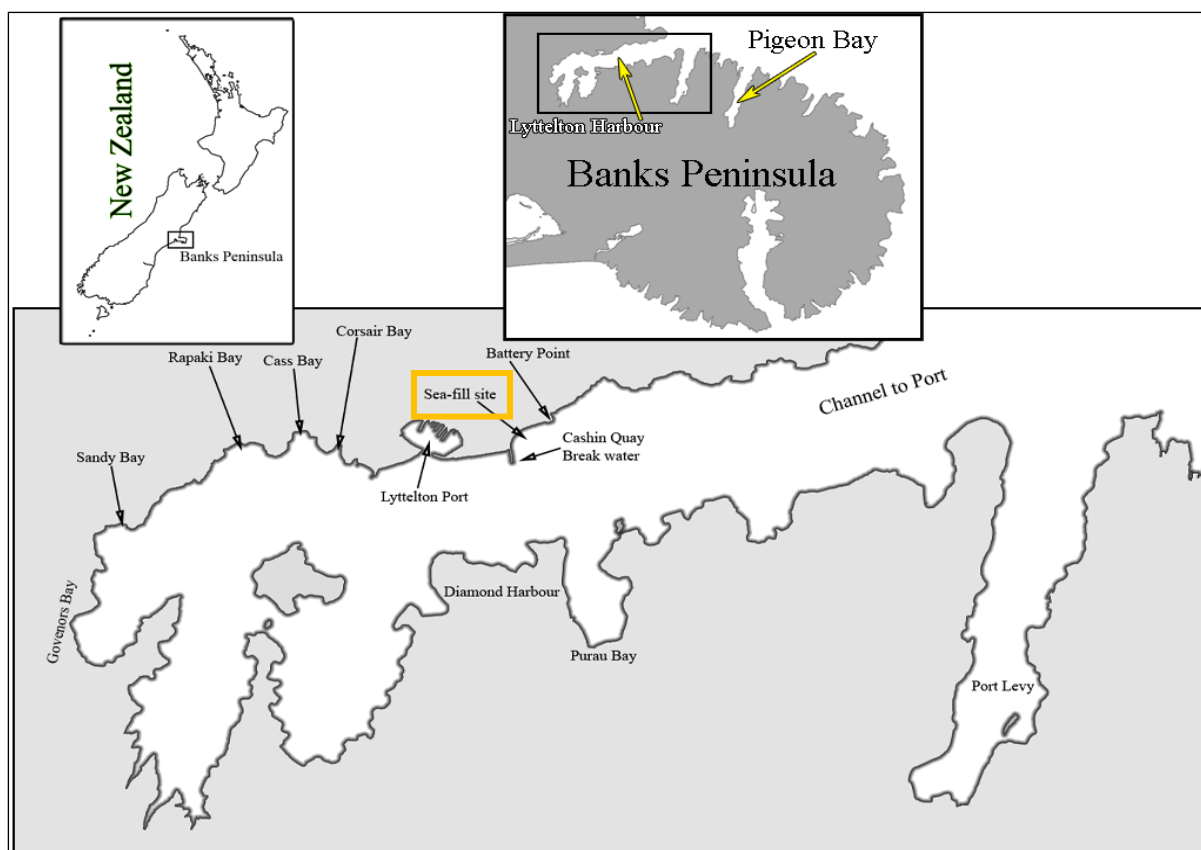 New Zealand
Banks Peninsula
Pigeon Bay
Lyttelton Harbour
Banks Peninsula
Corsair Bay
Rapaki Bay
Cass Bay
Battery Point
Sea-fill site
Channel to Port
Sandy Bay
Cashin Quay
Break water
Lyttelton Port
Govenors Bay
Diamond Harbour
Purau Bay
Port Levy